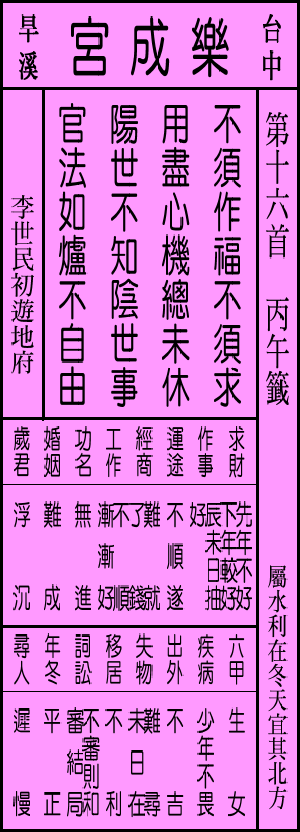 台中
樂成宮
旱溪
第十六首 丙午籤 屬水利在冬天宜其北方
不須作福不須求
用盡心機總未休
陽世不知陰世事
官法如爐不自由
李世民初遊地府
求財
作事
運途
經商
工作
功名
婚姻
歲君
先年不好
下年較好
辰未日抽
好
不順遂
難就
了錢
不順
漸漸好
無進
難成
浮沉
六甲
疾病
出外
失物
移居
詞訟
年冬
尋人
生女
少年不畏
不吉
難尋
未日在
不利
不審則和
審結局
平正
遲慢